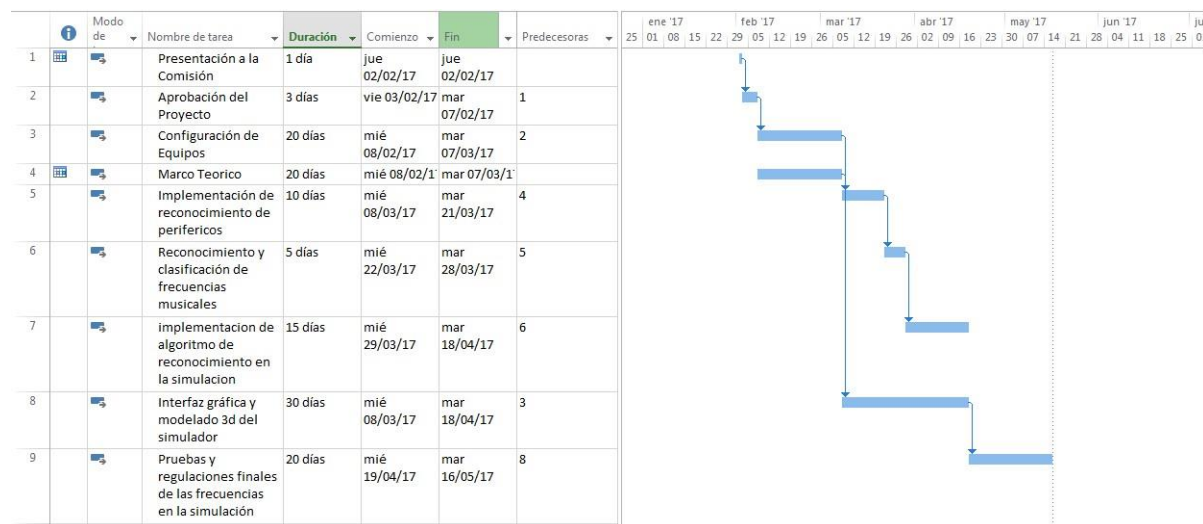 Modo de
Nombre de tarea
Duración
Comienzo
Fin
Predecesoras
ene '17
feb '17
mar '17
abr '17
may '17
jun '17
25 01 08 15 22 29 05 12 19 26 05 12 19 26 02 09 16 23 30 07 14 21 28 04 11 18 25
1
Presentación a la
Comisión
1 día
jue
02/02/17
jue
02/02/17
2
Aprobación del
Proyecto
3 días
vie 03/02/17
mar
07/02/17
1
3
Configuración de
Equipos
20 días
mié
08/02/17
mar
07/03/17
2
4
Marco Teorico
20 días
mié 08/02/1
mar 07/03/1
5
Implementación de
reconocimiento de
perifericos
10 días
mié
08/03/17
mar
21/03/17
4
6
Reconocimiento y
clasificación de
frecuencias
musicales
5 días
mié
22/03/17
mar
28/03/17
5
7
implementacion de
algoritmo de
reconocimiento en
la simulacion
15 días
mié
29/03/17
mar
18/04/17
6
8
Interfaz gráfica y
modelado 3d del
simulador
30 días
mié
08/03/17
mar
18/04/17
3
9
Pruebas y
regulaciones finales
de las frecuencias
en la simulación
20 días
mié
19/04/17
mar
16/05/17
8